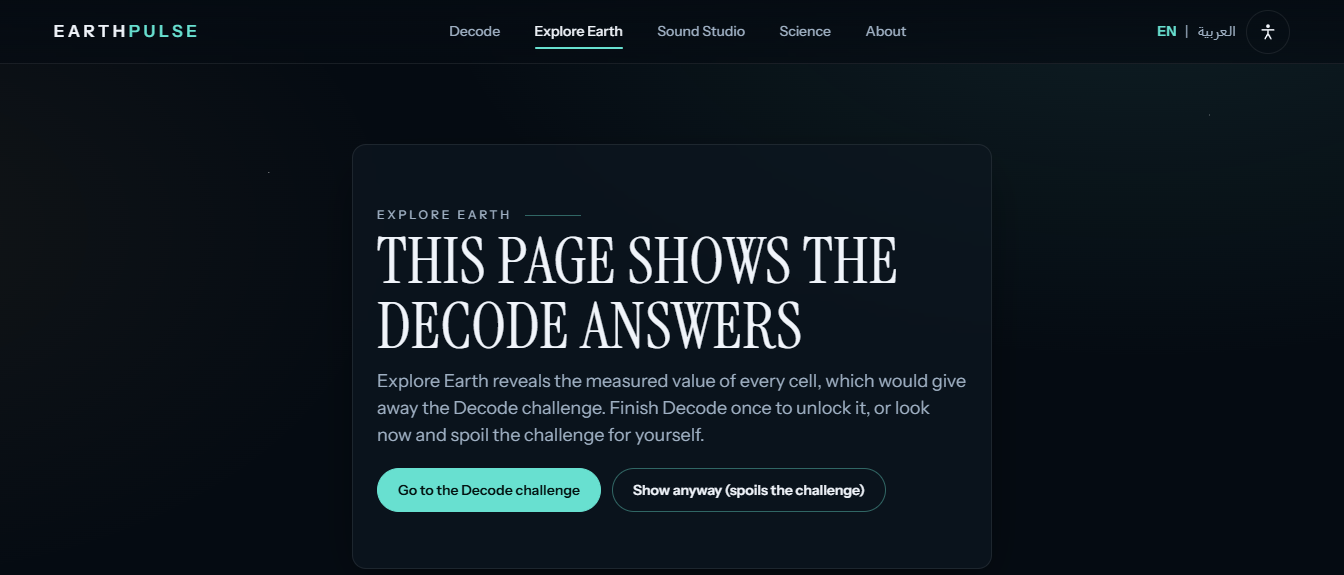 EARTHPULSE
Decode
Explore Earth
Sound Studio
Science
About
EN | العربية
EXPLORE EARTH
THIS PAGE SHOWS THE
DECODE ANSWERS
Explore Earth reveals the measured value of every cell, which would give
away the Decode challenge. Finish Decode once to unlock it, or look
now and spoil the challenge for yourself.
Go to the Decode challenge
Show anyway (spoils the challenge)